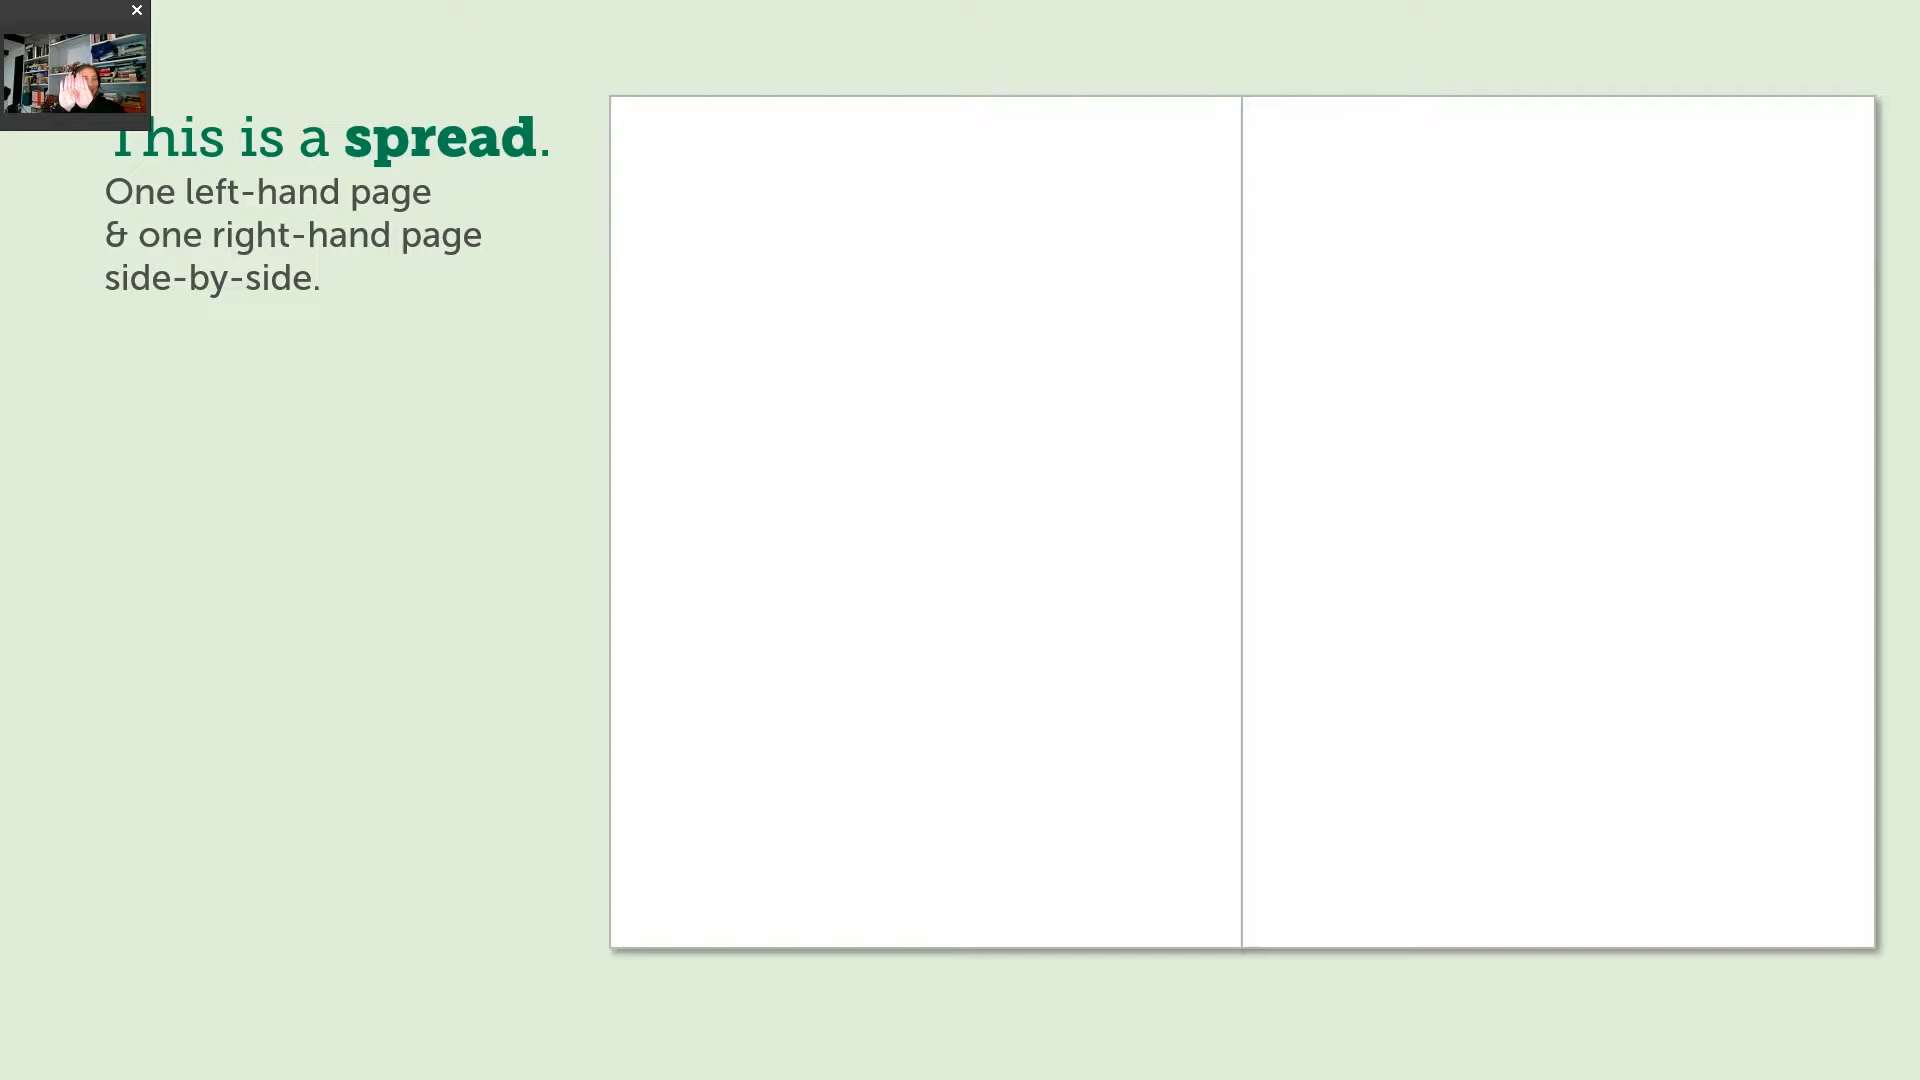 This is a spread.
One left-hand page
& one right-hand page
side-by-side.